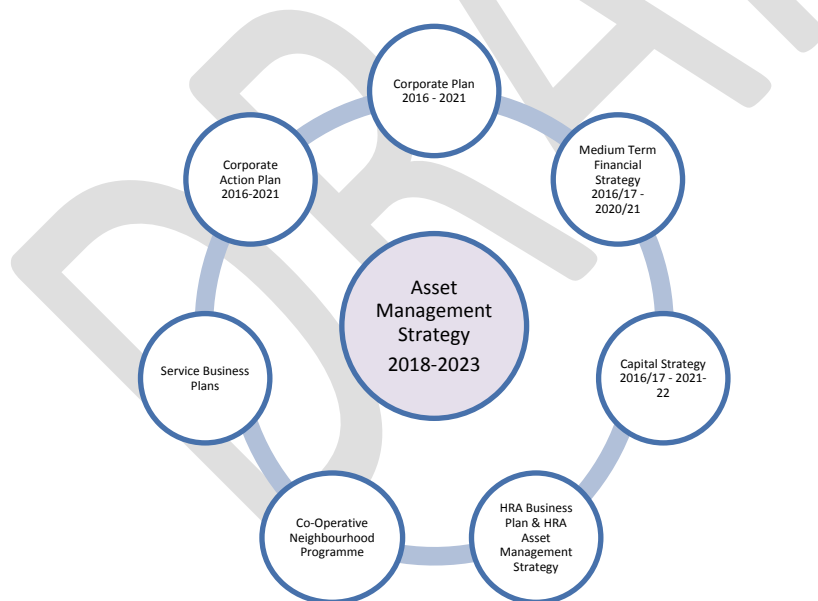 Corporate Plan
2016 - 2021
Medium Term
Financial
Strategy
2016/17 -
2020/21
Capital Strategy
2016/17 - 2021-
22
HRA Business
Plan & HRA
Asset
Management
Strategy
Co-Operative
Neighbourhood
Programme
Service Business
Plans
Corporate
Action Plan
2016-2021
Asset
Management
Strategy
2018-2023
DRA